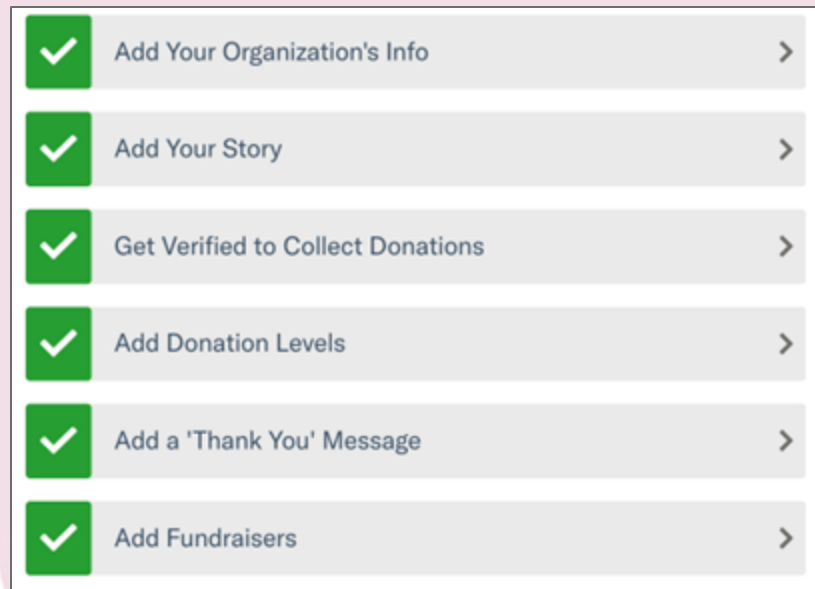 Add Your Organization's Info
Add Your Story
Get Verified to Collect Donations
Add Donation Levels
Add a 'Thank You' Message
Add Fundraisers